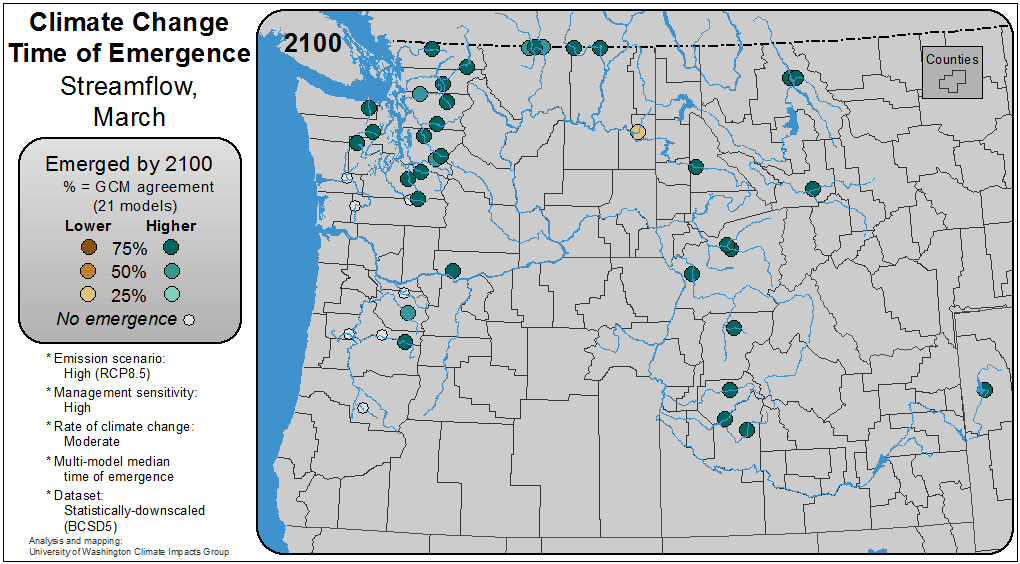 Climate Change
Time of Emergence
Streamflow,
March
Emerged by 2100
% = GCM agreement
(21 models)
Lower Higher
75%
50%
25%
No emergence
* Emission scenario:
High (RCP8.5)
* Management sensitivity:
High
* Rate of climate change:
Moderate
* Multi-model median
time of emergence
* Dataset:
Statistically-downscaled
(BCSD5)
Analysis and mapping:
University of Washington Climate Impacts Group
2100
Counties